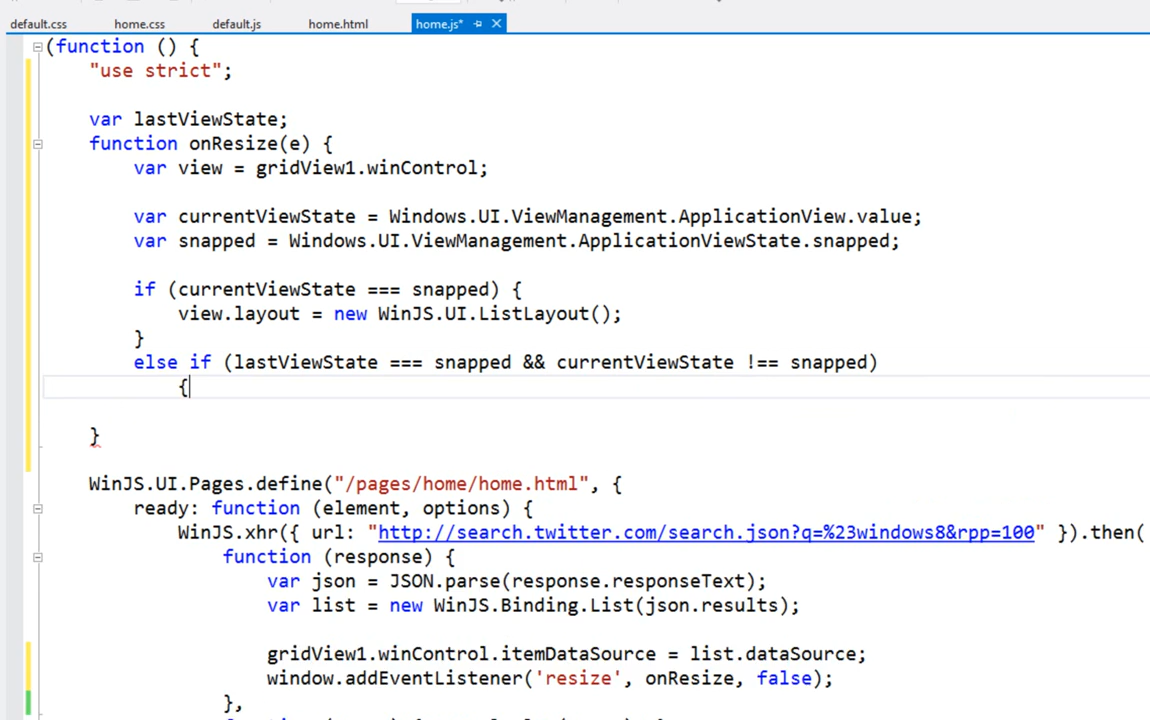 default.css home.css default.js home.html home.js*
(function () {
"use strict";
var lastViewState;
function onResize(e) {
var view = gridView1.winControl;
var currentViewState = Windows.UI.ViewManagement.ApplicationView.value;
var snapped = Windows.UI.ViewManagement.ApplicationViewState.snapped;
if (currentViewState === snapped) {
view.layout = new WinJS.UI.ListLayout();
}
else if (lastViewState === snapped && currentViewState !== snapped)
{
}
WinJS.UI.Pages.define("/pages/home/home.html", {
ready: function (element, options) {
WinJS.xhr({ url: "http://search.twitter.com/search.json?q=%23windows8&rpp=100" }).then(
function (response) {
var json = JSON.parse(response.responseText);
var list = new WinJS.Binding.List(json.results);
gridView1.winControl.itemDataSource = list.dataSource;
window.addEventListener('resize', onResize, false);
},